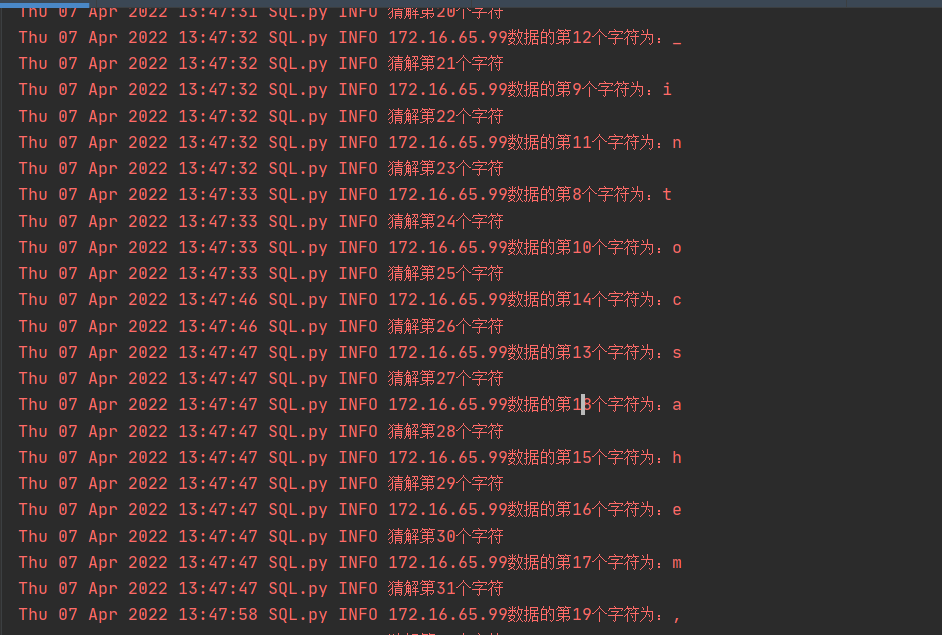 Thu 07 Apr 2022 13:47:31 SQL.py INFO 猜解第20个字符
Thu 07 Apr 2022 13:47:32 SQL.py INFO 172.16.65.99数据的第12个字符为：_
Thu 07 Apr 2022 13:47:32 SQL.py INFO 猜解第21个字符
Thu 07 Apr 2022 13:47:32 SQL.py INFO 172.16.65.99数据的第9个字符为：i
Thu 07 Apr 2022 13:47:32 SQL.py INFO 猜解第22个字符
Thu 07 Apr 2022 13:47:32 SQL.py INFO 172.16.65.99数据的第11个字符为：n
Thu 07 Apr 2022 13:47:32 SQL.py INFO 猜解第23个字符
Thu 07 Apr 2022 13:47:33 SQL.py INFO 172.16.65.99数据的第8个字符为：t
Thu 07 Apr 2022 13:47:33 SQL.py INFO 猜解第24个字符
Thu 07 Apr 2022 13:47:33 SQL.py INFO 172.16.65.99数据的第10个字符为：o
Thu 07 Apr 2022 13:47:33 SQL.py INFO 猜解第25个字符
Thu 07 Apr 2022 13:47:46 SQL.py INFO 172.16.65.99数据的第14个字符为：c
Thu 07 Apr 2022 13:47:46 SQL.py INFO 猜解第26个字符
Thu 07 Apr 2022 13:47:47 SQL.py INFO 172.16.65.99数据的第13个字符为：s
Thu 07 Apr 2022 13:47:47 SQL.py INFO 猜解第27个字符
Thu 07 Apr 2022 13:47:47 SQL.py INFO 172.16.65.99数据的第18个字符为：a
Thu 07 Apr 2022 13:47:47 SQL.py INFO 猜解第28个字符
Thu 07 Apr 2022 13:47:47 SQL.py INFO 172.16.65.99数据的第15个字符为：h
Thu 07 Apr 2022 13:47:47 SQL.py INFO 猜解第29个字符
Thu 07 Apr 2022 13:47:47 SQL.py INFO 172.16.65.99数据的第16个字符为：e
Thu 07 Apr 2022 13:47:47 SQL.py INFO 猜解第30个字符
Thu 07 Apr 2022 13:47:47 SQL.py INFO 172.16.65.99数据的第17个字符为：m
Thu 07 Apr 2022 13:47:47 SQL.py INFO 猜解第31个字符
Thu 07 Apr 2022 13:47:58 SQL.py INFO 172.16.65.99数据的第19个字符为：,